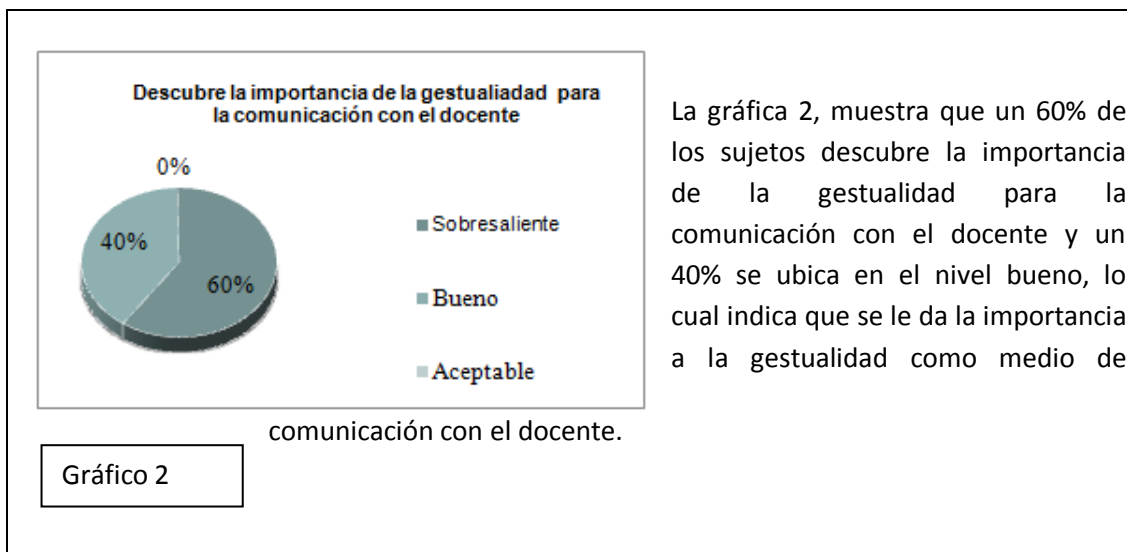 Descubre la importancia de la gestualiadad para
la comunicación con el docente
0%
40%
60%
Sobresaliente
Bueno
Aceptable
La gráfica 2, muestra que un 60% de
los sujetos descubre la importancia
de la gestualidad para la
comunicación con el docente y un
40% se ubica en el nivel bueno, lo
cual indica que se le da la importancia
a la gestualidad como medio de
comunicación con el docente.
Gráfico 2